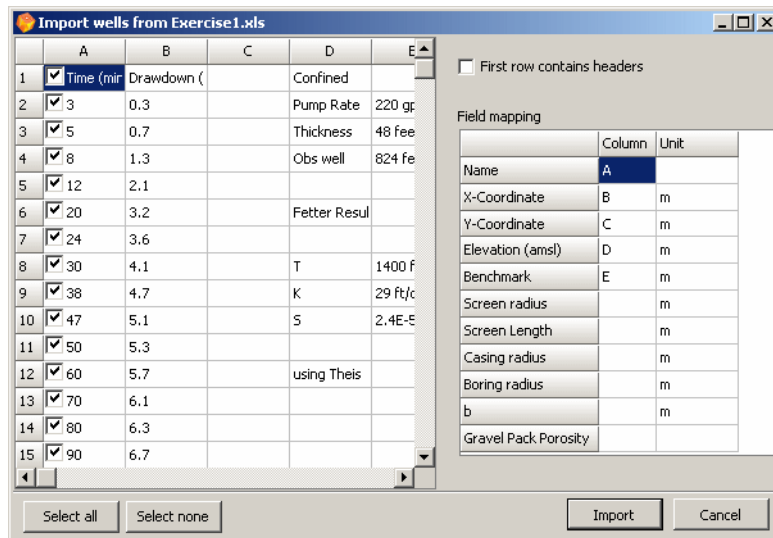 Import wells from Exercise1.xls
A B C D E
1 Time (mir Drawdown ( Confined
2 3 0.3 Pump Rate 220 gp
3 5 0.7 Thickness 48 fee
4 8 1.3 Obs well 824 fe
5 12 2.1
6 20 3.2 Fetter Resul
7 24 3.6
8 30 4.1 T 1400 f
9 38 4.7 K 29 ft/c
10 47 5.1 S 2.4E-5
11 50 5.3
12 60 5.7 using Theis
13 70 6.1
14 80 6.3
15 90 6.7
Select all Select none
First row contains headers
Field mapping
Column Unit
Name A
X-Coordinate B m
Y-Coordinate C m
Elevation (amsl) D m
Benchmark E m
Screen radius m
Screen Length m
Casing radius m
Boring radius m
b m
Gravel Pack Porosity
Import Cancel